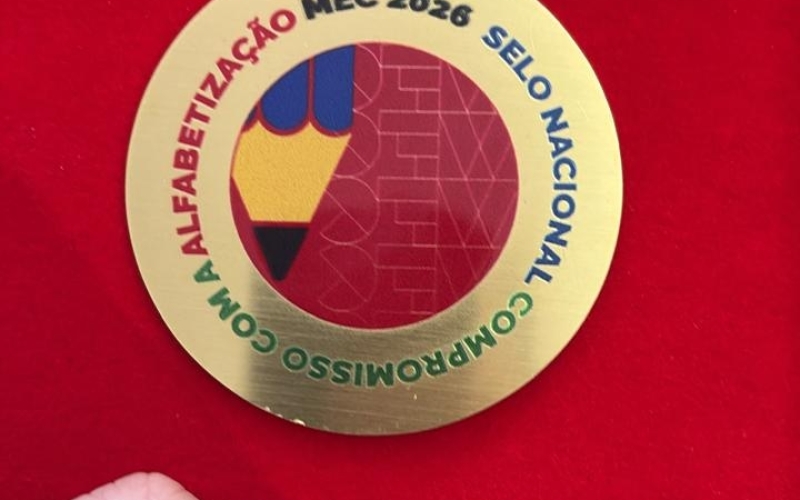 MEC 2026
SELO NACIONAL COMPROMISSO COM A ALFABETIZAÇÃO